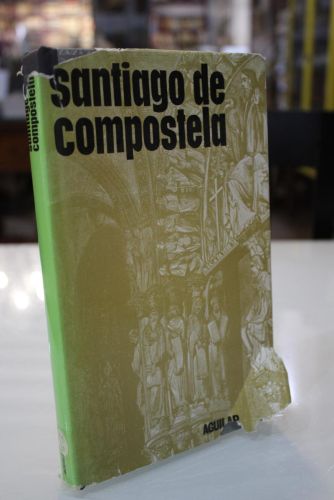 santiago de
compostela
AGUILAR
santiago de
compostela